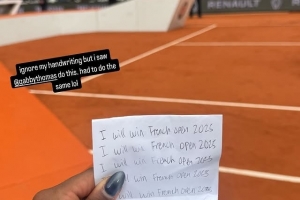 RENAULT
ignore my handwriting but i saw
@gabbythomas do this. had to do the
same lol
I will win French open 2025
I will win French open 2025
I will win French open 2025
I will win French open 2025
I will win French open 2025